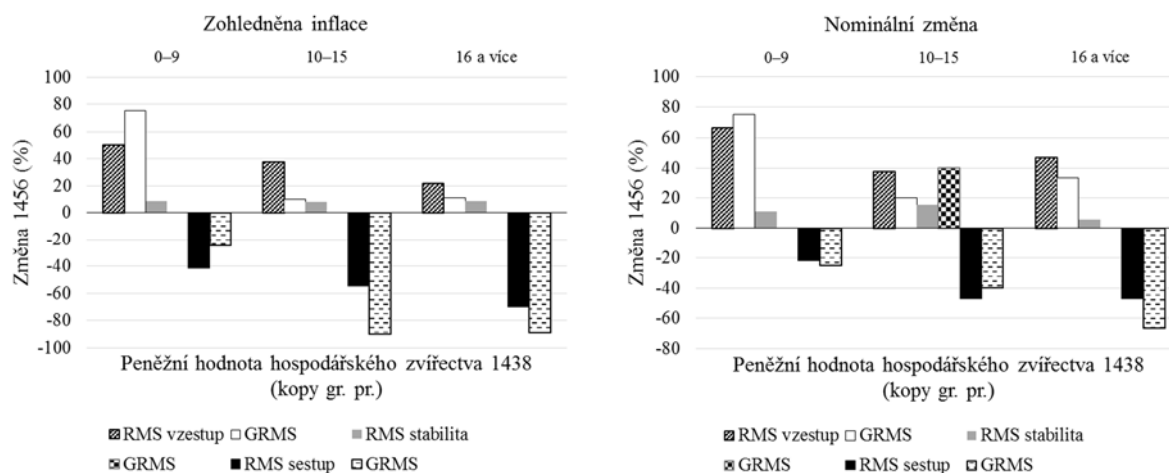 Zohledněna inflace
0–9 10–15 16 a více
100
80
60
40
20
0
-20
-40
-60
-80
-100
Změna 1456 (%)
Peněžní hodnota hospodářského zvířectva 1438
(kopy gr. pr.)
RMS vzestup GRMS RMS stabilita
GRMS RMS sestup GRMS
Nominální změna
0–9 10–15 16 a více
100
80
60
40
20
0
-20
-40
-60
-80
Změna 1456 (%)
Peněžní hodnota hospodářského zvířectva 1438
(kopy gr. pr.)
RMS vzestup GRMS RMS stabilita
GRMS RMS sestup GRMS